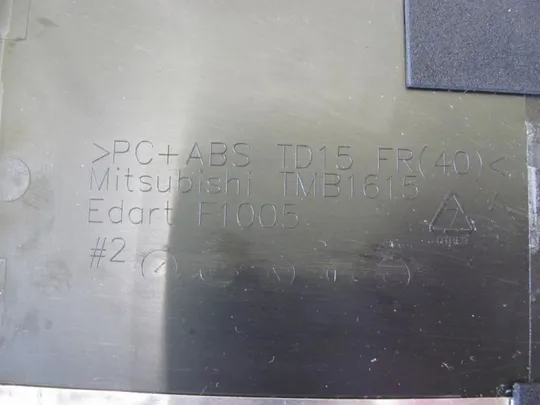 >PC+ABS TD15 FR(40)<
Mitsubishi TMB1615
Edart F1005
#2